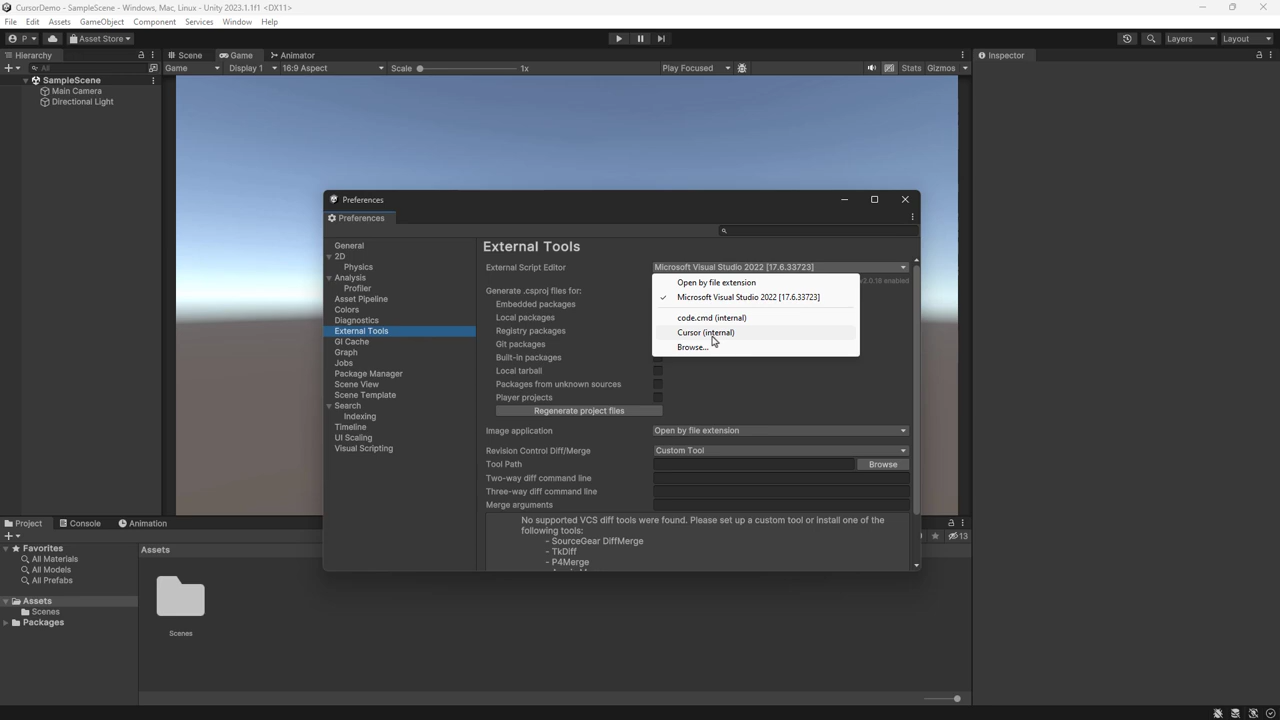 CursorDemo - SampleScene - Windows, Mac, Linux - Unity 2023.1.1f1 <DX11>
File Edit Assets GameObject Component Services Window Help
P Asset Store Layers Layout
Hierarchy Scene Game Animator Inspector
All Game Display 1 16:9 Aspect Scale 1x Play Focused Stats Gizmos
SampleScene
Main Camera
Directional Light
Preferences
Preferences
General
2D
Physics
Analysis
Profiler
Asset Pipeline
Colors
Diagnostics
External Tools
GI Cache
Graph
Jobs
Package Manager
Scene View
Scene Template
Search
Indexing
Timeline
UI Scaling
Visual Scripting
External Tools
External Script Editor Microsoft Visual Studio 2022 [17.6.33723]
v2.0.18 enabled
Open by file extension
Microsoft Visual Studio 2022 [17.6.33723]
code.cmd (internal)
Cursor (internal)
Browse...
Generate .csproj files for:
Embedded packages
Local packages
Registry packages
Git packages
Built-in packages
Local tarball
Packages from unknown sources
Player projects
Regenerate project files
Image application Open by file extension
Revision Control Diff/Merge Custom Tool
Tool Path Browse
Two-way diff command line
Three-way diff command line
Merge arguments
No supported VCS diff tools were found. Please set up a custom tool or install one of the
following tools:
- SourceGear DiffMerge
- TkDiff
- P4Merge
Project Console Animation
13
Favorites
All Materials
All Models
All Prefabs
Assets
Scenes
Packages
Assets
Scenes